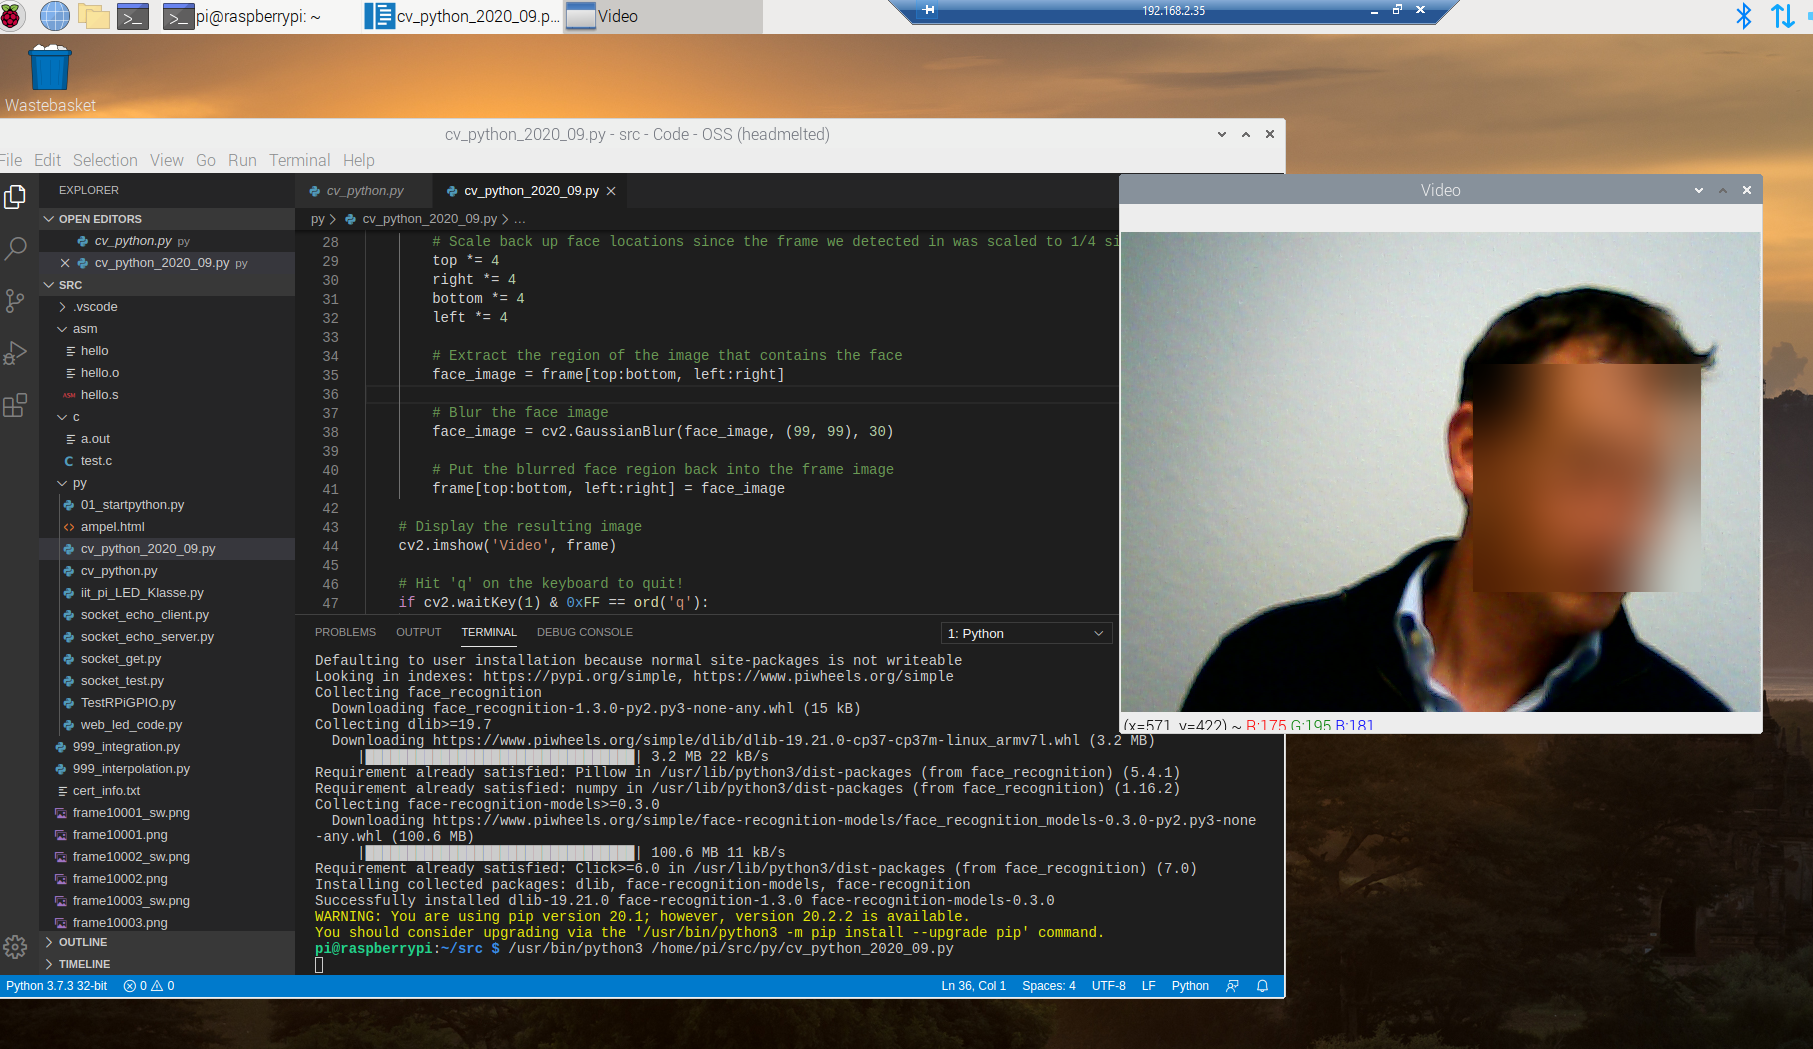 pi@raspberrypi: ~
cv_python_2020_09.p...
Video
192.168.2.35
Wastebasket
cv_python_2020_09.py - src - Code - OSS (headmelted)
File Edit Selection View Go Run Terminal Help
EXPLORER
OPEN EDITORS
cv_python.py py
cv_python_2020_09.py py
SRC
.vscode
asm
hello
hello.o
ASM hello.s
c
a.out
C test.c
py
01_startpython.py
ampel.html
cv_python_2020_09.py
cv_python.py
iit_pi_LED_Klasse.py
socket_echo_client.py
socket_echo_server.py
socket_get.py
socket_test.py
TestRPiGPIO.py
web_led_code.py
999_integration.py
999_interpolation.py
cert_info.txt
frame10001_sw.png
frame10001.png
frame10002_sw.png
frame10002.png
frame10003_sw.png
frame10003.png
OUTLINE
TIMELINE
cv_python.py
cv_python_2020_09.py
py > cv_python_2020_09.py > ...
28 # Scale back up face locations since the frame we detected in was scaled to 1/4 si
29 top *= 4
30 right *= 4
31 bottom *= 4
32 left *= 4
33
34 # Extract the region of the image that contains the face
35 face_image = frame[top:bottom, left:right]
36
37 # Blur the face image
38 face_image = cv2.GaussianBlur(face_image, (99, 99), 30)
39
40 # Put the blurred face region back into the frame image
41 frame[top:bottom, left:right] = face_image
42
43 # Display the resulting image
44 cv2.imshow('Video', frame)
45
46 # Hit 'q' on the keyboard to quit!
47 if cv2.waitKey(1) & 0xFF == ord('q'):
PROBLEMS OUTPUT TERMINAL DEBUG CONSOLE
1: Python
Defaulting to user installation because normal site-packages is not writeable
Looking in indexes: https://pypi.org/simple, https://www.piwheels.org/simple
Collecting face_recognition
Downloading face_recognition-1.3.0-py2.py3-none-any.whl (15 kB)
Collecting dlib>=19.7
Downloading https://www.piwheels.org/simple/dlib/dlib-19.21.0-cp37-cp37m-linux_armv7l.whl (3.2 MB)
|████████████████████████████████| 3.2 MB 22 kB/s
Requirement already satisfied: Pillow in /usr/lib/python3/dist-packages (from face_recognition) (5.4.1)
Requirement already satisfied: numpy in /usr/lib/python3/dist-packages (from face_recognition) (1.16.2)
Collecting face-recognition-models>=0.3.0
Downloading https://www.piwheels.org/simple/face-recognition-models/face_recognition_models-0.3.0-py2.py3-none
-any.whl (100.6 MB)
|████████████████████████████████| 100.6 MB 11 kB/s
Requirement already satisfied: Click>=6.0 in /usr/lib/python3/dist-packages (from face_recognition) (7.0)
Installing collected packages: dlib, face-recognition-models, face-recognition
Successfully installed dlib-19.21.0 face-recognition-1.3.0 face-recognition-models-0.3.0
WARNING: You are using pip version 20.1; however, version 20.2.2 is available.
You should consider upgrading via the '/usr/bin/python3 -m pip install --upgrade pip' command.
pi@raspberrypi:~/src $ /usr/bin/python3 /home/pi/src/py/cv_python_2020_09.py
Python 3.7.3 32-bit 0 0
Ln 36, Col 1 Spaces: 4 UTF-8 LF Python
Video
(x=571, y=422) ~ R:175 G:195 B:181